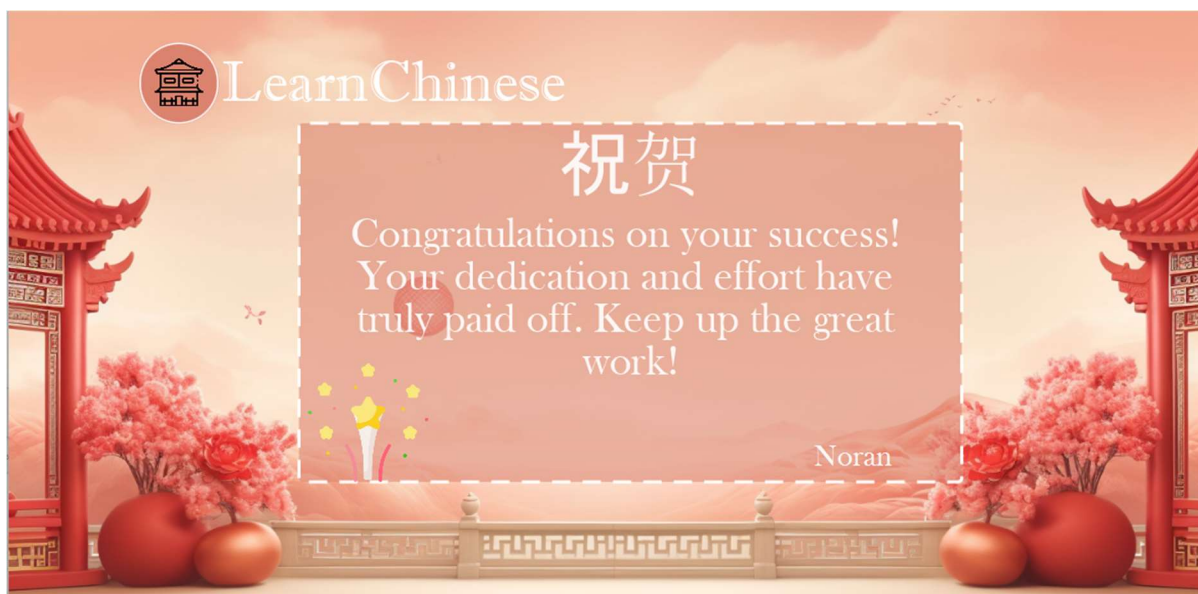 LearnChinese
祝贺
Congratulations on your success!
Your dedication and effort have
truly paid off. Keep up the great
work!
Noran